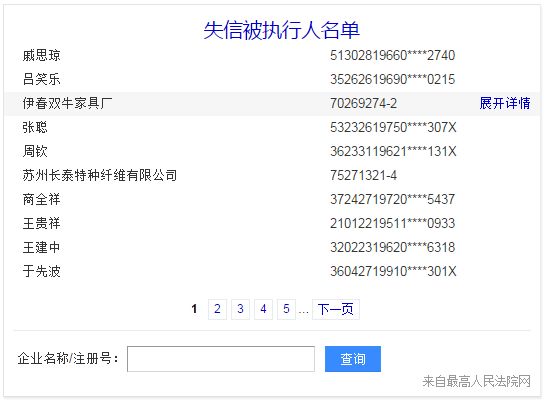 失信被执行人名单
戚思琼 51302819660****2740
吕笑乐 35262619690****0215
伊春双牛家具厂 70269274-2 展开详情
张聪 53232619750****307X
周钦 36233119621****131X
苏州长泰特种纤维有限公司 75271321-4
商全祥 37242719720****5437
王贵祥 21012219511****0933
王建中 32022319620****6318
于先波 36042719910****301X
1 2 3 4 5 ... 下一页
企业名称/注册号： 查询
来自最高人民法院网